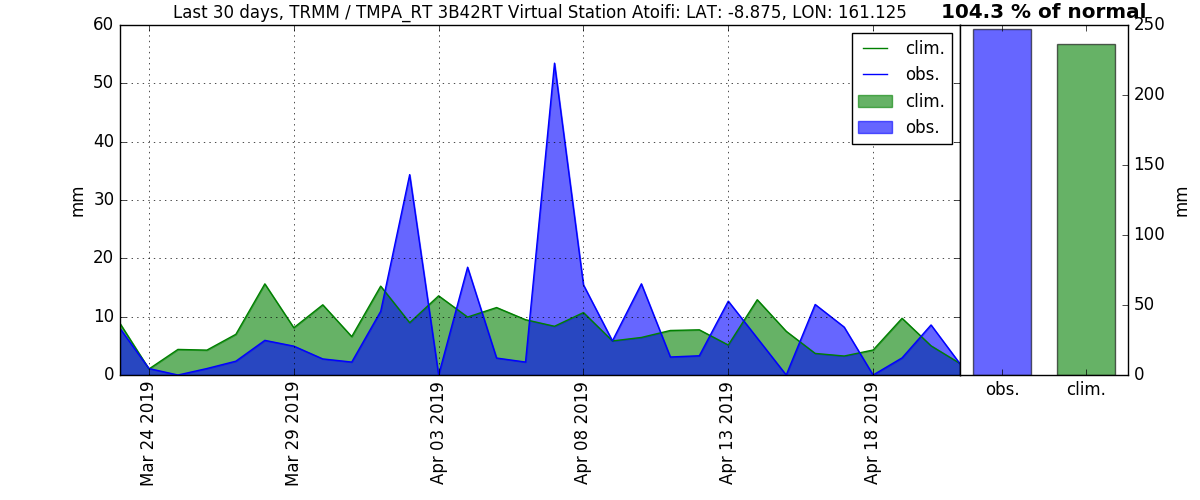 Last 30 days, TRMM / TMPA_RT 3B42RT Virtual Station Atoifi: LAT: -8.875, LON: 161.125
104.3 % of normal
60
50
40
30
20
10
0
mm
clim.
obs.
clim.
obs.
Mar 24 2019
Mar 29 2019
Apr 03 2019
Apr 08 2019
Apr 13 2019
Apr 18 2019
250
200
150
100
50
0
mm
obs.
clim.